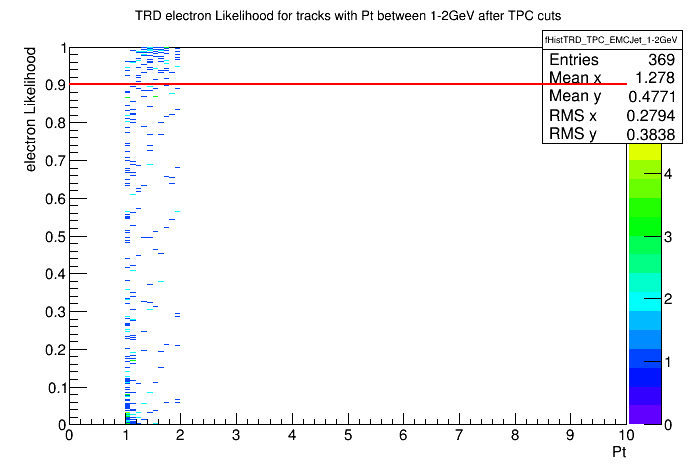 TRD electron Likelihood for tracks with Pt between 1-2GeV after TPC cuts
fHistTRD_TPC_EMCJet_1-2GeV
Entries 369
Mean x 1.278
Mean y 0.4771
RMS x 0.2794
RMS y 0.3838
electron Likelihood
1
0.9
0.8
0.7
0.6
0.5
0.4
0.3
0.2
0.1
0
0 1 2 3 4 5 6 7 8 9 10
Pt
4
3
2
1
0